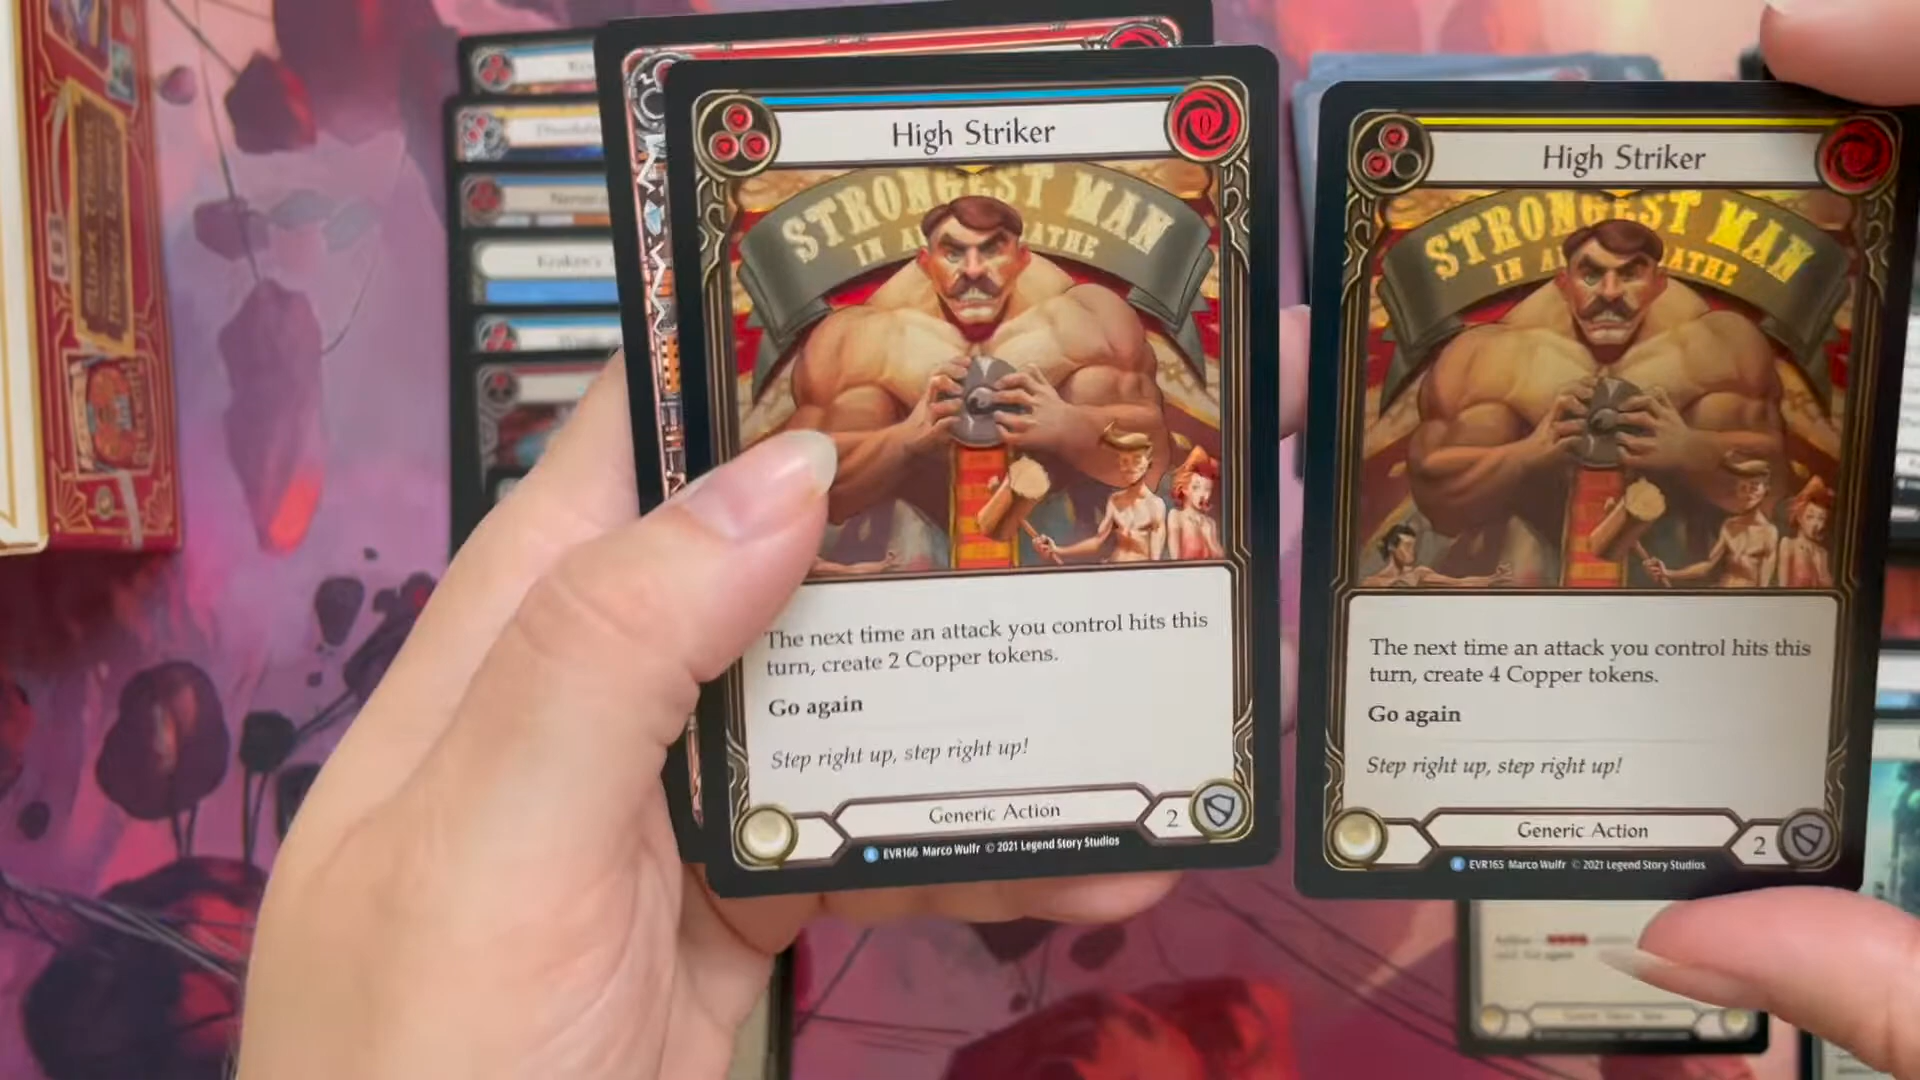 High Striker
0
STRONGEST MAN
The next time an attack you control hits this
turn, create 2 Copper tokens.
Go again
Step right up, step right up!
Generic Action
2
EVR166 Marco Wulfr © 2021 Legend Story Studios
High Striker
STRONGEST MAN
The next time an attack you control hits this
turn, create 4 Copper tokens.
Go again
Step right up, step right up!
Generic Action
2
EVR165 Marco Wulfr © 2021 Legend Story Studios
Kraken's